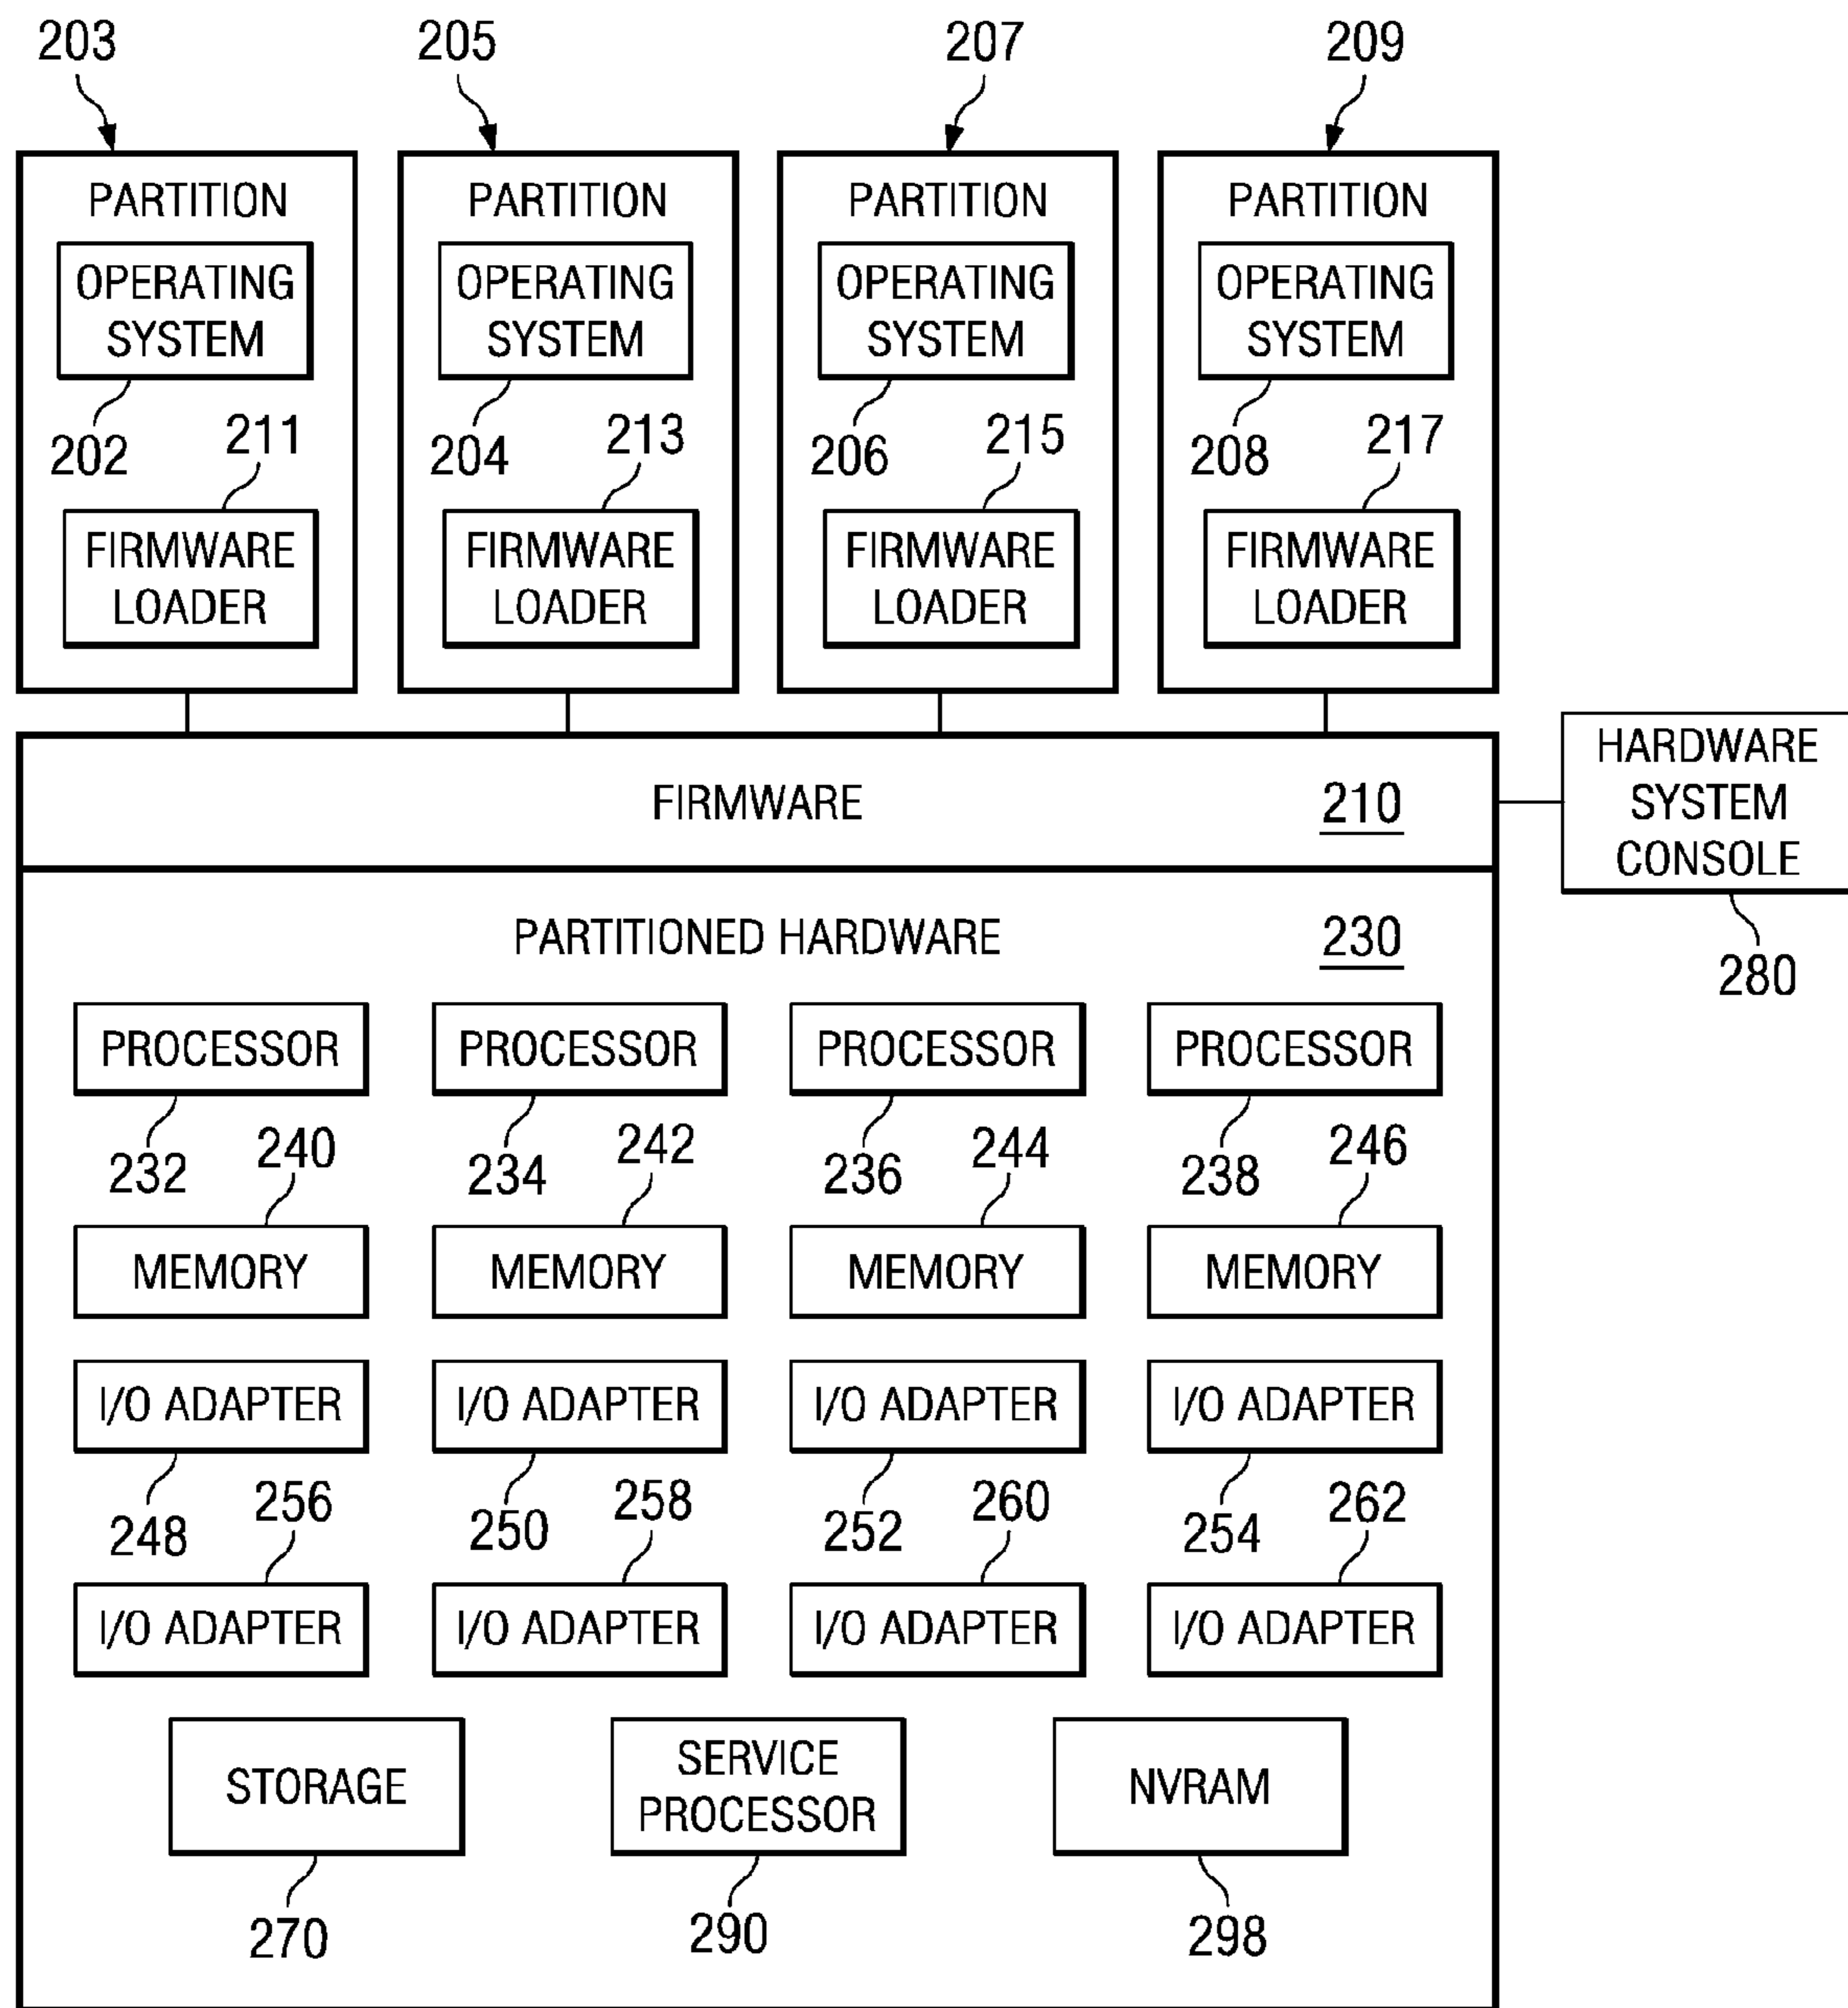 203 205 207 209
PARTITION PARTITION PARTITION PARTITION
OPERATING OPERATING OPERATING OPERATING
SYSTEM SYSTEM SYSTEM SYSTEM
202 211 204 213 206 215 208 217
FIRMWARE FIRMWARE FIRMWARE FIRMWARE
LOADER LOADER LOADER LOADER
FIRMWARE 210
HARDWARE
SYSTEM
CONSOLE
280
PARTITIONED HARDWARE 230
PROCESSOR PROCESSOR PROCESSOR PROCESSOR
232 240 234 242 236 244 238 246
MEMORY MEMORY MEMORY MEMORY
I/O ADAPTER I/O ADAPTER I/O ADAPTER I/O ADAPTER
248 256 250 258 252 260 254 262
I/O ADAPTER I/O ADAPTER I/O ADAPTER I/O ADAPTER
STORAGE
SERVICE
PROCESSOR
NVRAM
270 290 298